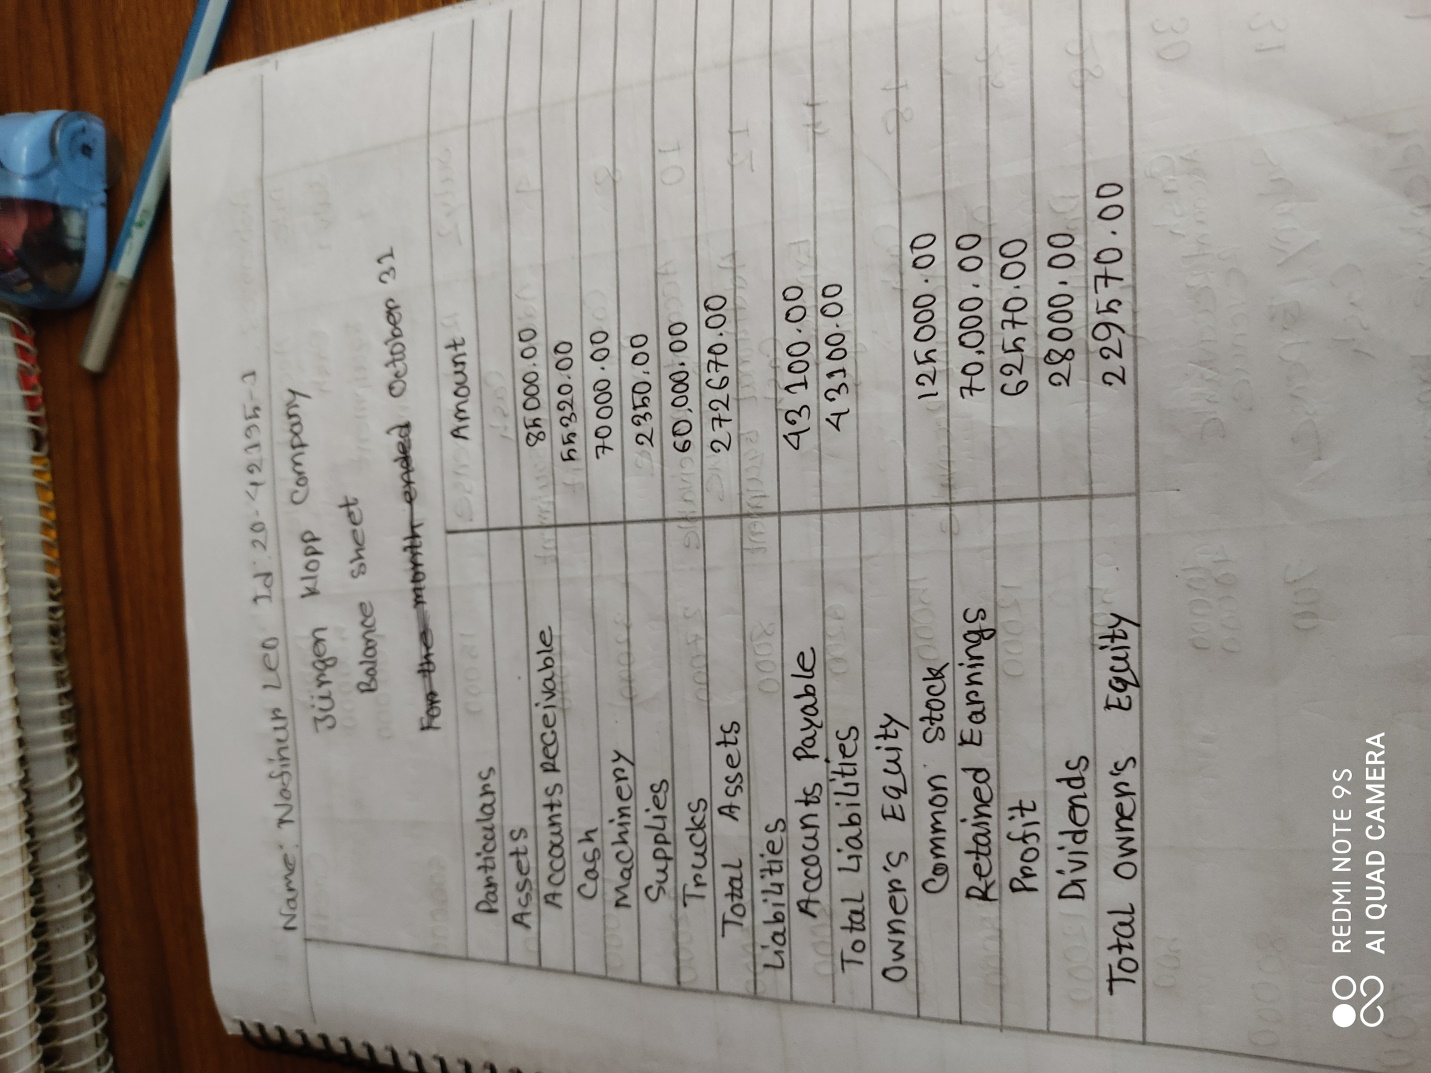 Name: Nafinur Leo Id: 20-42195-1
Jürgen Klopp Company
Balance Sheet
For the month ended October 31
Particulars Amount
Assets
Accounts receivable 85000.00
Cash 55320.00
Machinery 70000.00
Supplies 2350.00
Trucks 60,000.00
Total Assets 272670.00
Liabilities
Accounts Payable 43100.00
Total Liabilities 43100.00
Owner's Equity
Common Stock 125000.00
Retained Earnings 70,000.00
Profit 62570.00
Dividends 28000.00
Total Owner's Equity 229570.00
REDMI NOTE 9S
AI QUAD CAMERA